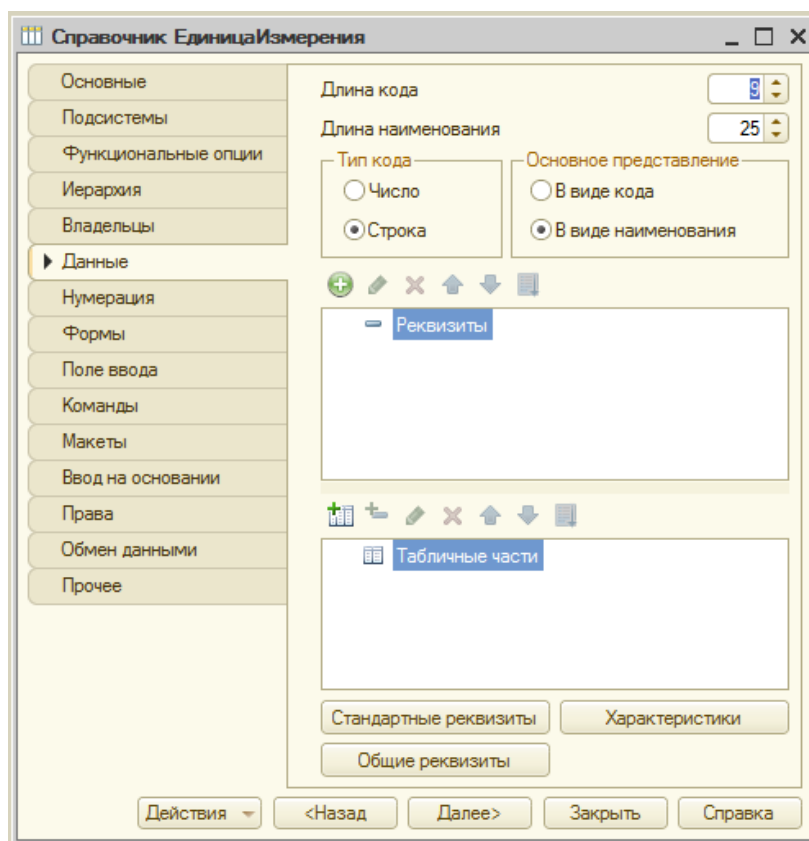 Справочник ЕдиницаИзмерения
Основные
Подсистемы
Функциональные опции
Иерархия
Владельцы
Данные
Нумерация
Формы
Поле ввода
Команды
Макеты
Ввод на основании
Права
Обмен данными
Прочее
Длина кода 9
Длина наименования 25
Тип кода Основное представление
Число В виде кода
Строка В виде наименования
Реквизиты
Табличные части
Стандартные реквизиты Характеристики
Общие реквизиты
Действия <Назад Далее> Закрыть Справка